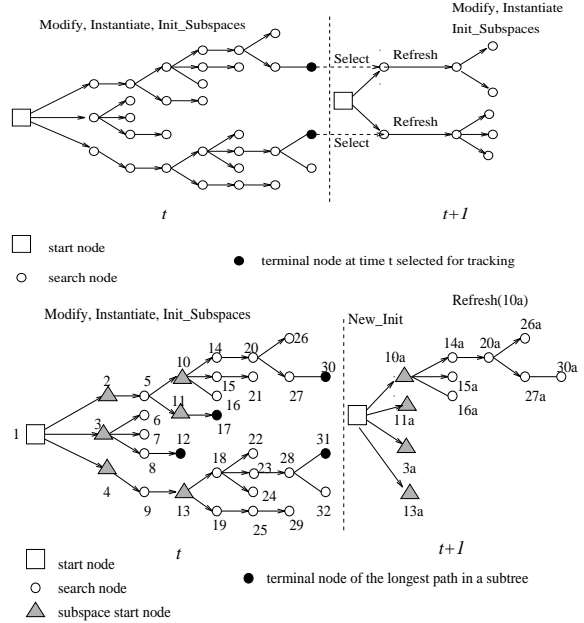 Modify, Instantiate, Init_Subspaces
Modify, Instantiate
Init_Subspaces
Select
Refresh
Refresh
Select
t
t+1
start node
search node
terminal node at time t selected for tracking
Modify, Instantiate, Init_Subspaces
New_Init
Refresh(10a)
26
14
20
10
30
2
5
15
21
27
16
11
17
3
6
1
7
12
8
22
31
18
23
28
4
24
32
9
13
19
25
29
26a
14a
20a
10a
30a
15a
27a
16a
11a
3a
13a
t
t+1
start node
search node
terminal node of the longest path in a subtree
subspace start node